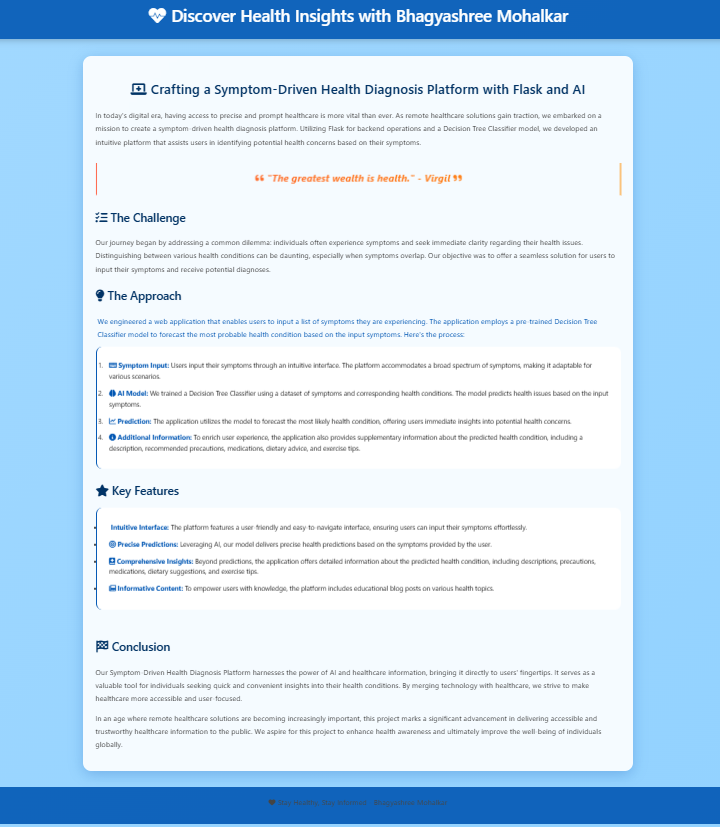 Discover Health Insights with Bhagyashree Mohalkar
Crafting a Symptom-Driven Health Diagnosis Platform with Flask and AI
In today's digital era, having access to precise and prompt healthcare is more vital than ever. As remote healthcare solutions gain traction, we embarked on a
mission to create a symptom-driven health diagnosis platform. Utilizing Flask for backend operations and a Decision Tree Classifier model, we developed an
intuitive platform that assists users in identifying potential health concerns based on their symptoms.
"The greatest wealth is health." - Virgil
The Challenge
Our journey began by addressing a common dilemma: individuals often experience symptoms and seek immediate clarity regarding their health issues.
Distinguishing between various health conditions can be daunting, especially when symptoms overlap. Our objective was to offer a seamless solution for users to
input their symptoms and receive potential diagnoses.
The Approach
We engineered a web application that enables users to input a list of symptoms they are experiencing. The application employs a pre-trained Decision Tree
Classifier model to forecast the most probable health condition based on the input symptoms. Here's the process:
1. Symptom Input: Users input their symptoms through an intuitive interface. The platform accommodates a broad spectrum of symptoms, making it adaptable for
various scenarios.
2. AI Model: We trained a Decision Tree Classifier using a dataset of symptoms and corresponding health conditions. The model predicts health issues based on the input
symptoms.
3. Prediction: The application utilizes the model to forecast the most likely health condition, offering users immediate insights into potential health concerns.
4. Additional Information: To enrich user experience, the application also provides supplementary information about the predicted health condition, including a
description, recommended precautions, medications, dietary advice, and exercise tips.
Key Features
Intuitive Interface: The platform features a user-friendly and easy-to-navigate interface, ensuring users can input their symptoms effortlessly.
Precise Predictions: Leveraging AI, our model delivers precise health predictions based on the symptoms provided by the user.
Comprehensive Insights: Beyond predictions, the application offers detailed information about the predicted health condition, including descriptions, precautions,
medications, dietary suggestions, and exercise tips.
Informative Content: To empower users with knowledge, the platform includes educational blog posts on various health topics.
Conclusion
Our Symptom-Driven Health Diagnosis Platform harnesses the power of AI and healthcare information, bringing it directly to users' fingertips. It serves as a
valuable tool for individuals seeking quick and convenient insights into their health conditions. By merging technology with healthcare, we strive to make
healthcare more accessible and user-focused.
In an age where remote healthcare solutions are becoming increasingly important, this project marks a significant advancement in delivering accessible and
trustworthy healthcare information to the public. We aspire for this project to enhance health awareness and ultimately improve the well-being of individuals
globally.
Bhagyashree Mohalkar